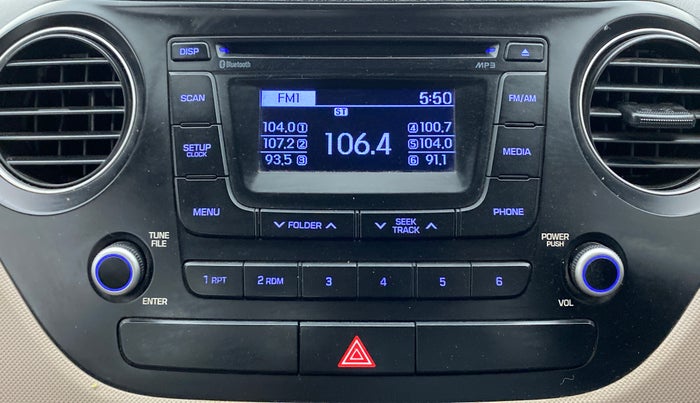 DISP
Bluetooth
MP3
SCAN
FM1
5:50
ST
FM/AM
104.0 1
107.2 2
93.5 3
106.4
4 100.7
5 104.0
6 91.1
SETUP
CLOCK
MEDIA
MENU
FOLDER
SEEK
TRACK
PHONE
TUNE
FILE
ENTER
1 RPT
2 RDM
3
4
5
6
POWER
PUSH
VOL